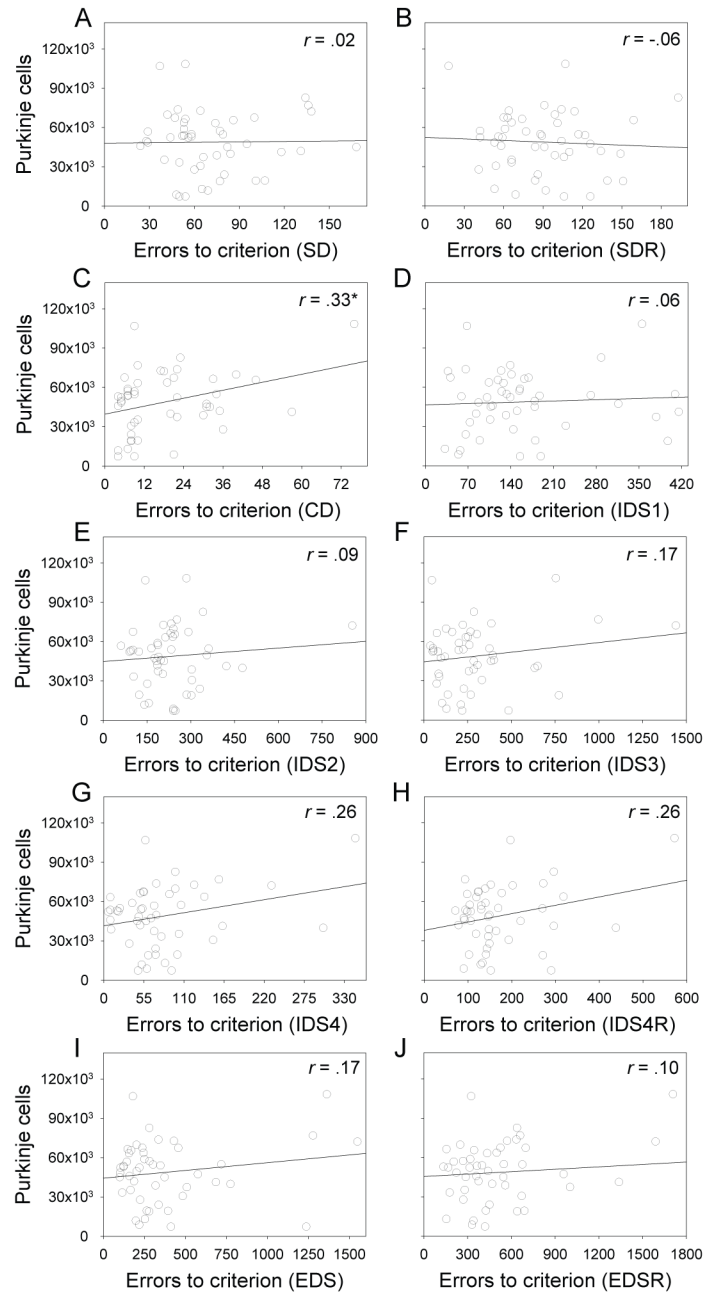 A
B
r = .02
r = -.06
Purkinje cells
120x10³
90x10³
60x10³
30x10³
0
0 30 60 90 120 150
0 30 60 90 120 150 180
Errors to criterion (SD)
Errors to criterion (SDR)
C
D
r = .33*
r = .06
Purkinje cells
120x10³
90x10³
60x10³
30x10³
0
0 12 24 36 48 60 72
0 70 140 210 280 350 420
Errors to criterion (CD)
Errors to criterion (IDS1)
E
F
r = .09
r = .17
Purkinje cells
120x10³
90x10³
60x10³
30x10³
0
0 150 300 450 600 750 900
0 250 500 750 1000 1250 1500
Errors to criterion (IDS2)
Errors to criterion (IDS3)
G
H
r = .26
r = .26
Purkinje cells
120x10³
90x10³
60x10³
30x10³
0
0 55 110 165 220 275 330
0 100 200 300 400 500 600
Errors to criterion (IDS4)
Errors to criterion (IDS4R)
I
J
r = .17
r = .10
Purkinje cells
120x10³
90x10³
60x10³
30x10³
0
0 250 500 750 1000 1250 1500
0 300 600 900 1200 1500 1800
Errors to criterion (EDS)
Errors to criterion (EDSR)